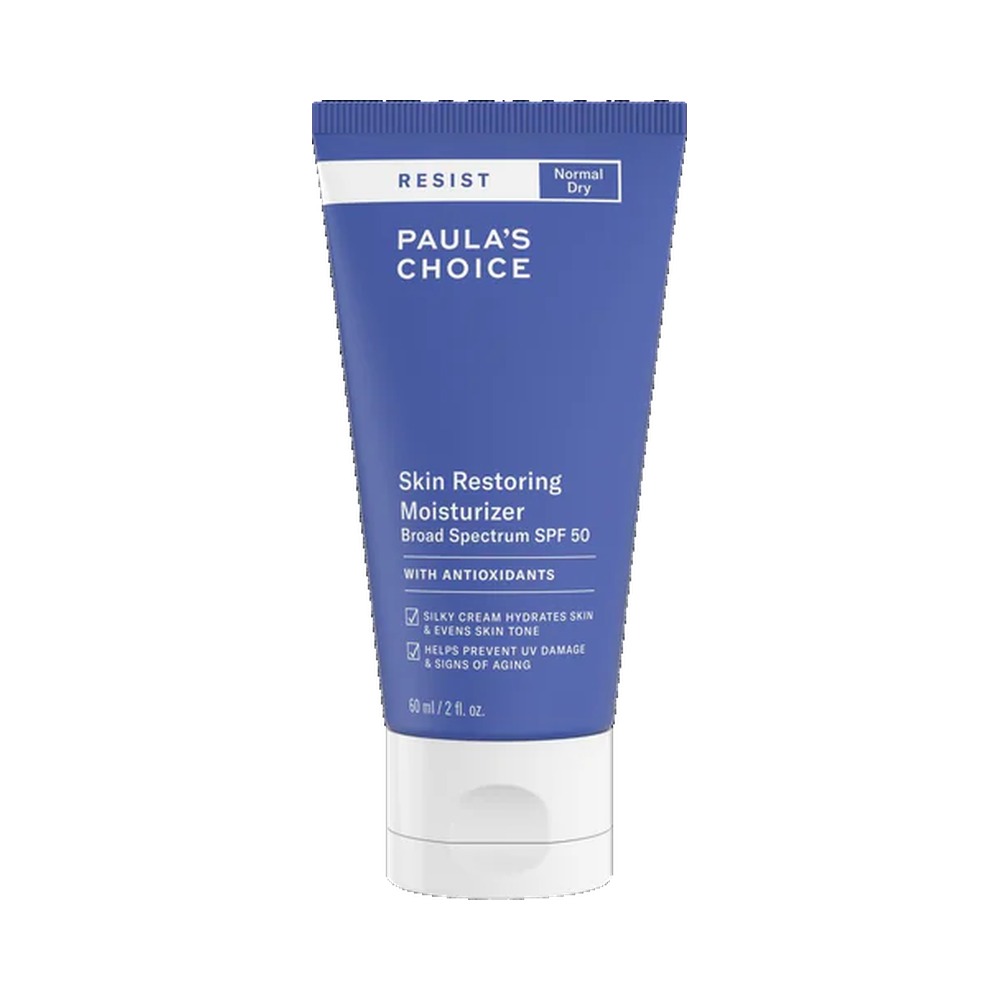 RESIST
Normal
Dry
PAULA'S
CHOICE
Skin Restoring
Moisturizer
Broad Spectrum SPF 50
WITH ANTIOXIDANTS
SILKY CREAM HYDRATES SKIN
& EVENS SKIN TONE
HELPS PREVENT UV DAMAGE
& SIGNS OF AGING
60 ml / 2 fl. oz.